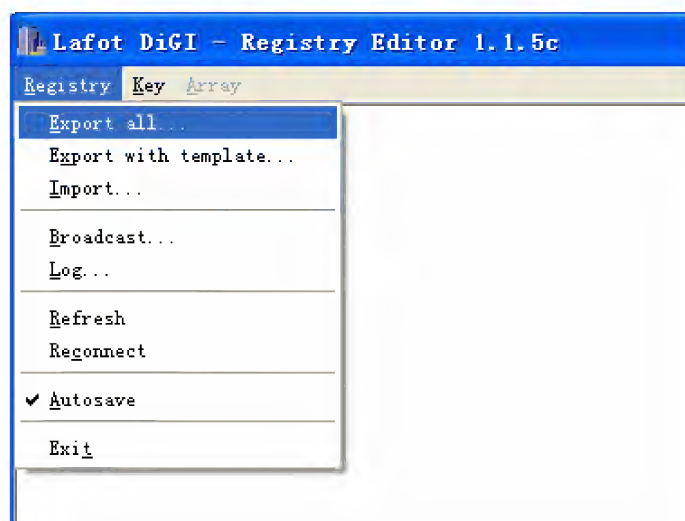 Lafot DiGI - Registry Editor 1.1.5c
Registry Key Array
Export all...
Export with template...
Import...
Broadcast...
Log...
Refresh
Reconnect
Autosave
Exit